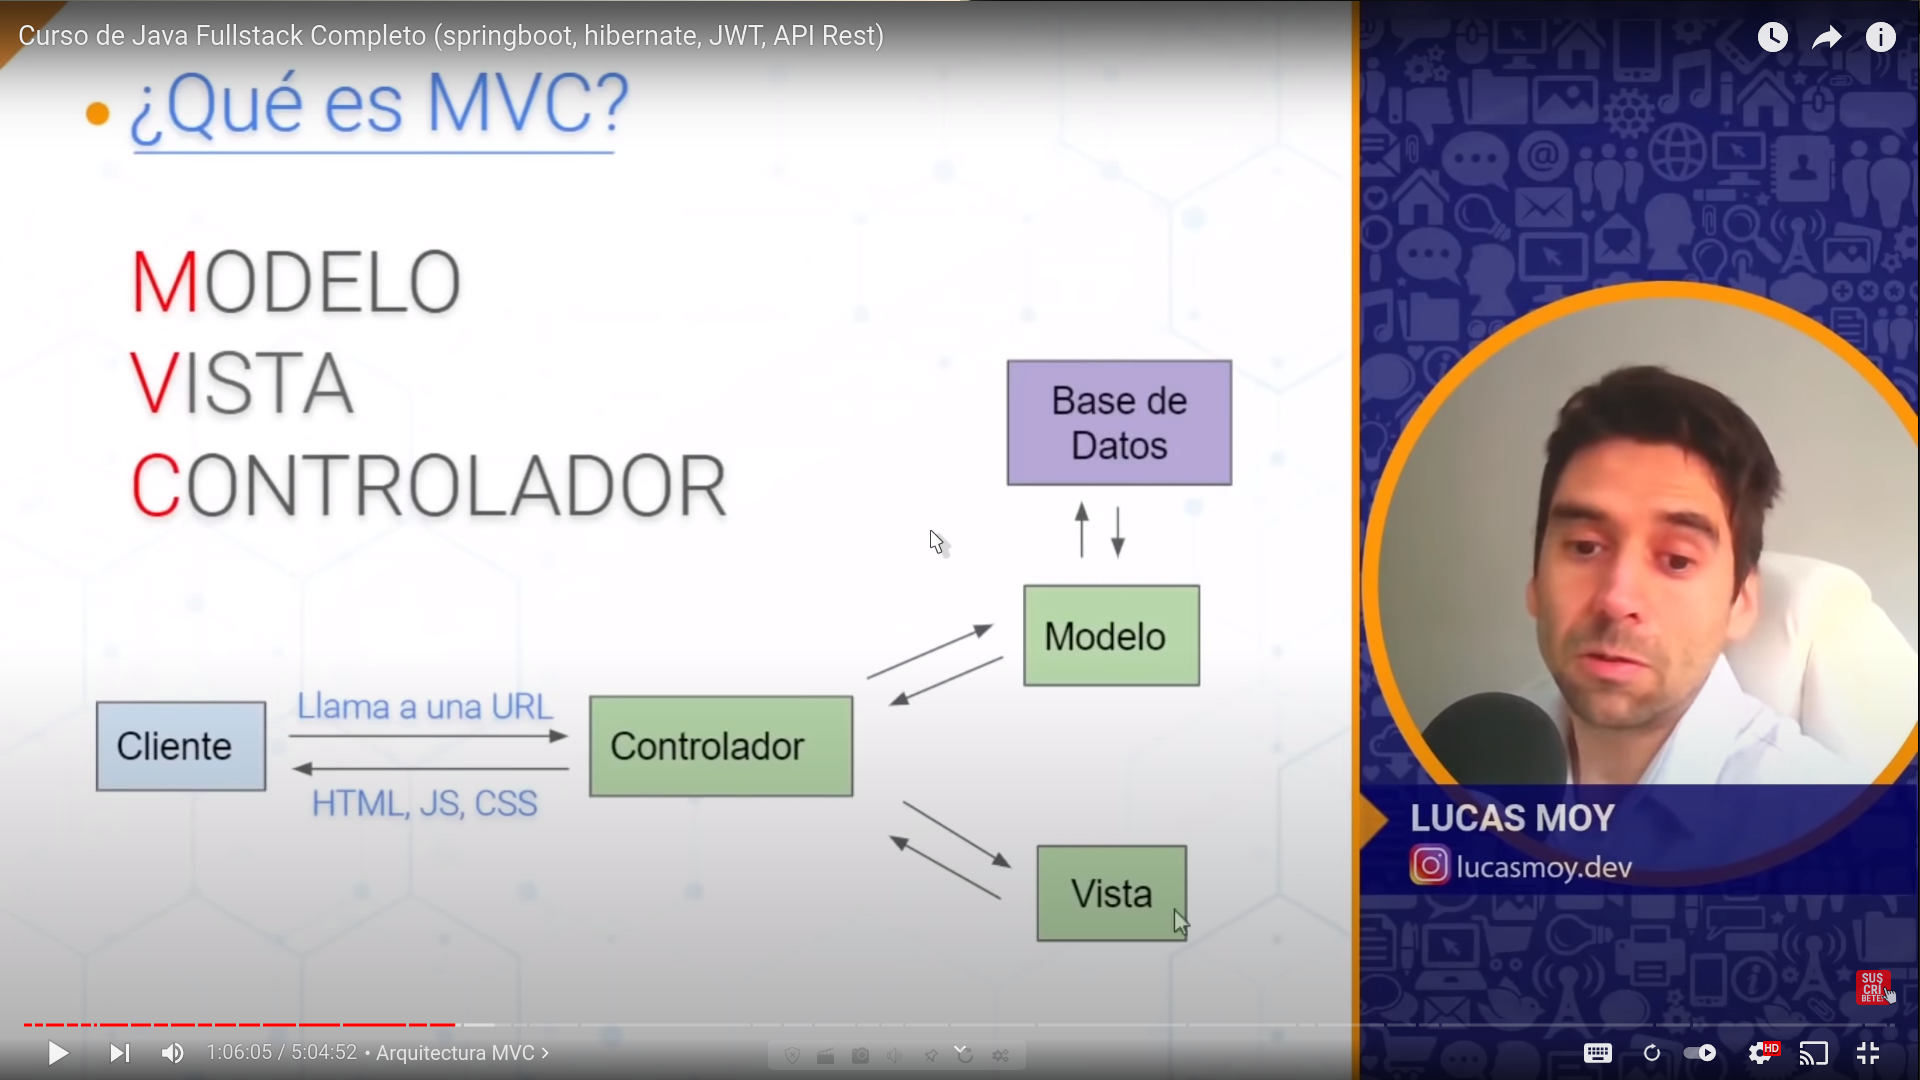 Curso de Java Fullstack Completo (springboot, hibernate, JWT, API Rest)
¿Qué es MVC?
MODELO
VISTA
CONTROLADOR
Base de
Datos
Modelo
Llama a una URL
Cliente
Controlador
HTML, JS, CSS
Vista
LUCAS MOY
lucasmoy.dev
SUS
CRÍ
BETE
1:06:05 / 5:04:52 • Arquitectura MVC
HD